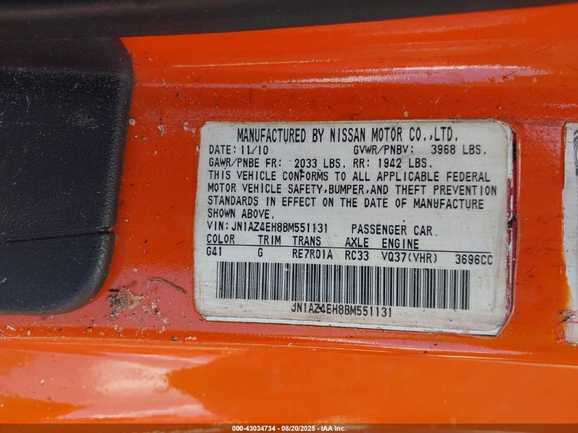 MANUFACTURED BY NISSAN MOTOR CO.,LTD.
DATE:11/10 GVWR/PNBV: 3968 LBS.
GAWR/PNBE FR: 2033 LBS. RR: 1942 LBS.
THIS VEHICLE CONFORMS TO ALL APPLICABLE FEDERAL
MOTOR VEHICLE SAFETY,BUMPER,AND THEFT PREVENTION
STANDARDS IN EFFECT ON THE DATE OF MANUFACTURE
SHOWN ABOVE.
VIN:JN1AZ4EH8BM551131 PASSENGER CAR.
COLOR TRIM TRANS AXLE ENGINE
G41 G RE7R01A RC33 VQ37(VHR) 3696CC
JN1AZ4EH8BM551131
000-43034734 - 08/20/2025 - IAA Inc.